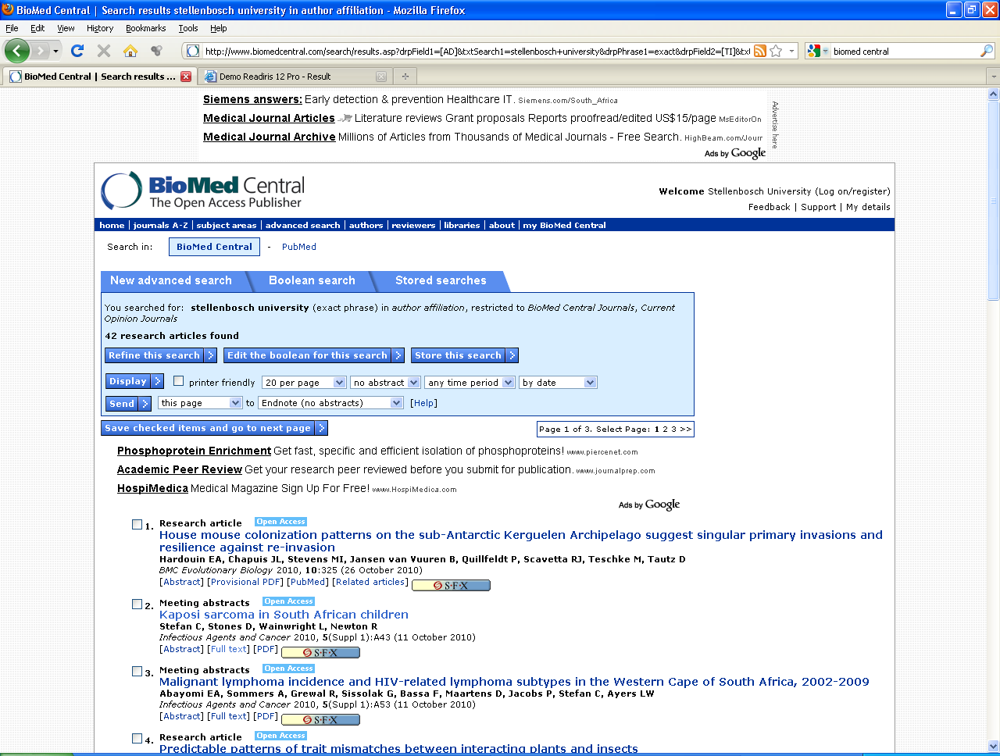 BioMed Central | Search results stellenbosch university in author affiliation - Mozilla Firefox
File Edit View History Bookmarks Tools Help
http://www.biomedcentral.com/search/results.asp?drpField1=[AD]&txtSearch1=stellenbosch+university&drpPhrase1=exact&drpField2=[TI]&txt
biomed central
BioMed Central | Search results ...
Demo Readiris 12 Pro - Result
Siemens answers: Early detection & prevention Healthcare IT. Siemens.com/South_Africa
Medical Journal Articles Literature reviews Grant proposals Reports proofread/edited US$15/page MsEditorOn
Medical Journal Archive Millions of Articles from Thousands of Medical Journals - Free Search. HighBeam.com/Journ
Ads by Google
Advertise here
BioMed Central
The Open Access Publisher
Welcome Stellenbosch University (Log on/register)
Feedback | Support | My details
home | journals A-Z | subject areas | advanced search | authors | reviewers | libraries | about | my BioMed Central
Search in: BioMed Central - PubMed
New advanced search Boolean search Stored searches
You searched for: stellenbosch university (exact phrase) in author affiliation, restricted to BioMed Central Journals, Current
Opinion Journals
42 research articles found
Refine this search > Edit the boolean for this search > Store this search >
Display > printer friendly 20 per page no abstract any time period by date
Send > this page to Endnote (no abstracts) [Help]
Save checked items and go to next page >
Page 1 of 3. Select Page: 1 2 3 >>
Phosphoprotein Enrichment Get fast, specific and efficient isolation of phosphoproteins! www.piercenet.com
Academic Peer Review Get your research peer reviewed before you submit for publication. www.journalprep.com
HospiMedica Medical Magazine Sign Up For Free! www.HospiMedica.com
Ads by Google
1. Research article Open Access
House mouse colonization patterns on the sub-Antarctic Kerguelen Archipelago suggest singular primary invasions and
resilience against re-invasion
Hardouin EA, Chapuis JL, Stevens MI, Jansen van Vuuren B, Quillfeldt P, Scavetta RJ, Teschke M, Tautz D
BMC Evolutionary Biology 2010, 10:325 (26 October 2010)
[Abstract] [Provisional PDF] [PubMed] [Related articles] S·F·X
2. Meeting abstracts Open Access
Kaposi sarcoma in South African children
Stefan C, Stones D, Wainwright L, Newton R
Infectious Agents and Cancer 2010, 5(Suppl 1):A43 (11 October 2010)
[Abstract] [Full text] [PDF] S·F·X
3. Meeting abstracts Open Access
Malignant lymphoma incidence and HIV-related lymphoma subtypes in the Western Cape of South Africa, 2002-2009
Abayomi EA, Sommers A, Grewal R, Sissolak G, Bassa F, Maartens D, Jacobs P, Stefan C, Ayers LW
Infectious Agents and Cancer 2010, 5(Suppl 1):A53 (11 October 2010)
[Abstract] [Full text] [PDF] S·F·X
4. Research article Open Access
Predictable patterns of trait mismatches between interacting plants and insects